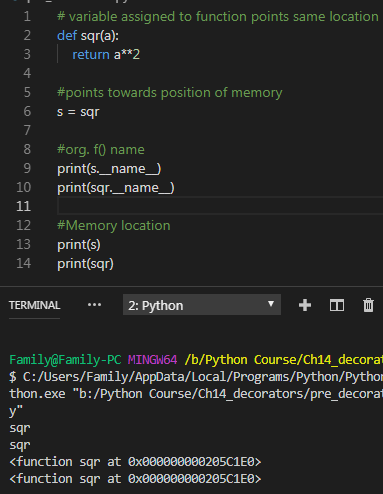 1 # variable assigned to function points same location
2 def sqr(a):
3 return a**2
4
5 #points towards position of memory
6 s = sqr
7
8 #org. f() name
9 print(s.__name__)
10 print(sqr.__name__)
11
12 #Memory location
13 print(s)
14 print(sqr)
TERMINAL ••• 2: Python
Family@Family-PC MINGW64 /b/Python Course/Ch14_decorat
$ C:/Users/Family/AppData/Local/Programs/Python/Python
thon.exe "b:/Python Course/Ch14_decorators/pre_decorat
y"
sqr
sqr
<function sqr at 0x000000000205C1E0>
<function sqr at 0x000000000205C1E0>